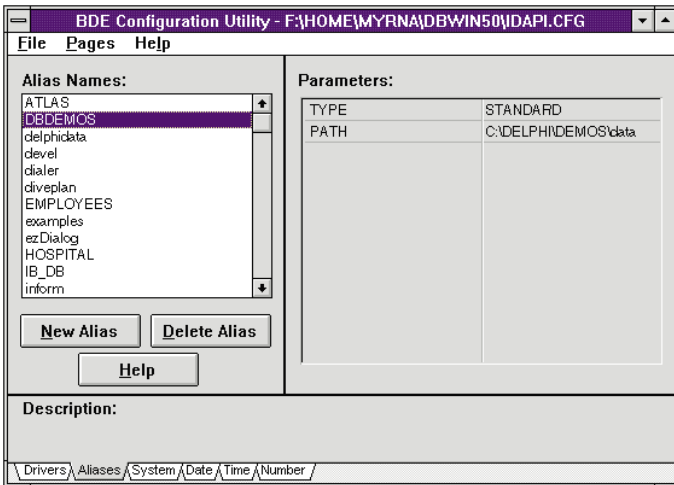 BDE Configuration Utility - F:\HOME\MYRNA\DBWIN50\IDAPI.CFG
File Pages Help
Alias Names:
ATLAS
DBDEMOS
delphidata
devel
dialer
diveplan
EMPLOYEES
examples
ezDialog
HOSPITAL
IB_DB
inform
New Alias Delete Alias
Help
Parameters:
TYPE STANDARD
PATH C:\DELPHI\DEMOS\data
Description:
Drivers Aliases System Date Time Number